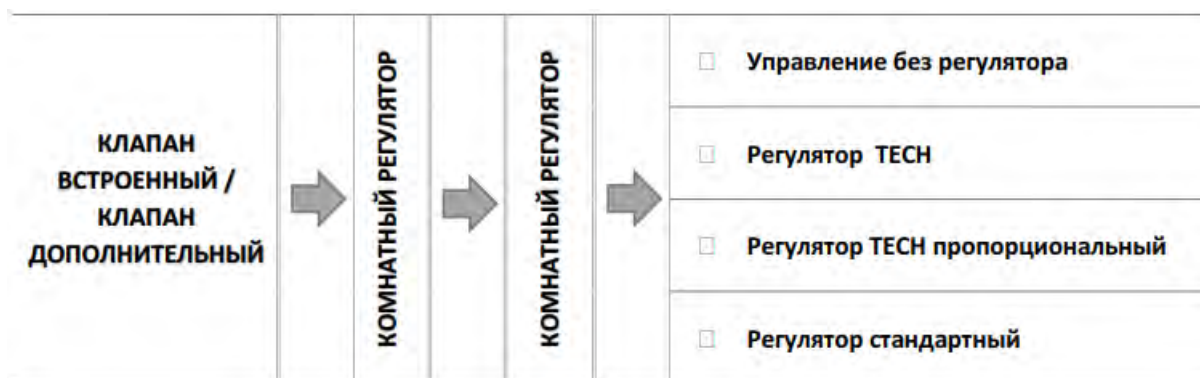 КЛАПАН
ВСТРОЕННЫЙ /
КЛАПАН
ДОПОЛНИТЕЛЬНЫЙ
КОМНАТНЫЙ РЕГУЛЯТОР
КОМНАТНЫЙ РЕГУЛЯТОР
Управление без регулятора
Регулятор TECH
Регулятор TECH пропорциональный
Регулятор стандартный